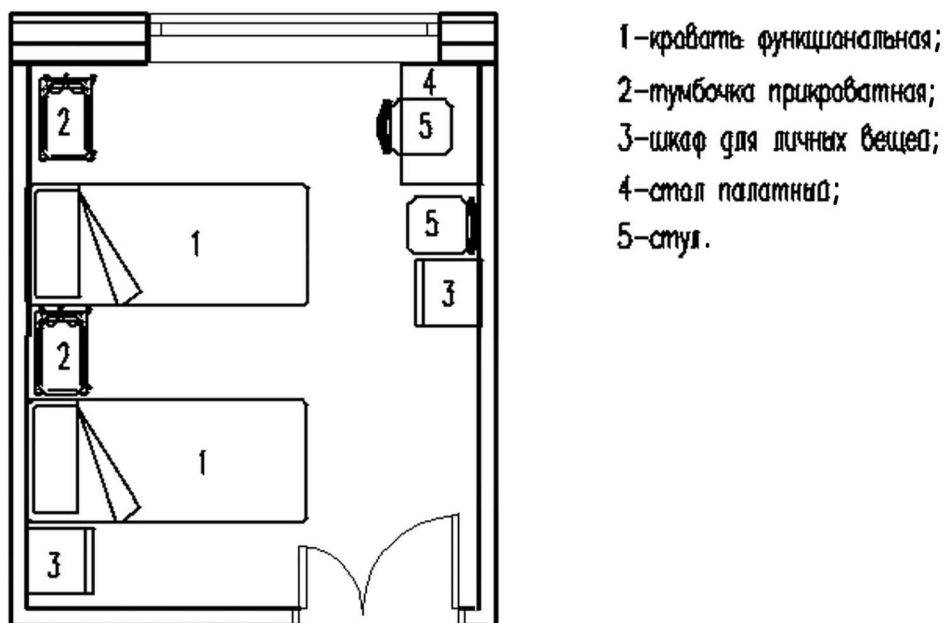 4
2
5
1
5
3
2
1
3
1-кровать функциональная;
2-тумбочка прикроватная;
3-шкаф для личных вещей;
4-стол палатный;
5-стул.